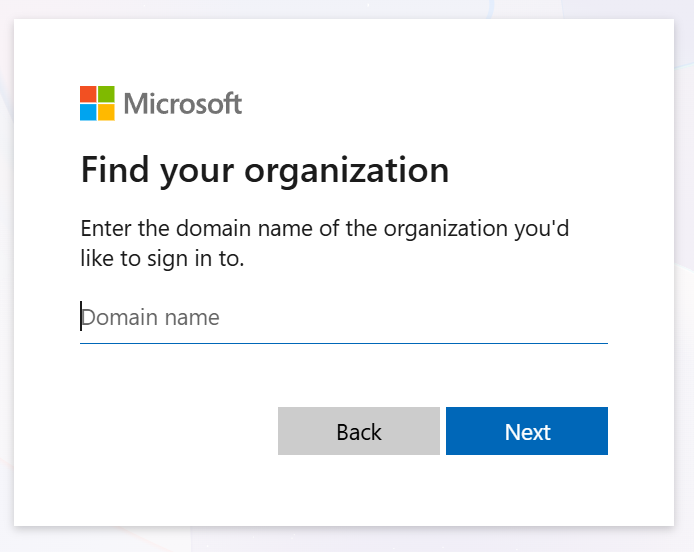 Microsoft
Find your organization
Enter the domain name of the organization you'd
like to sign in to.
Domain name
Back
Next